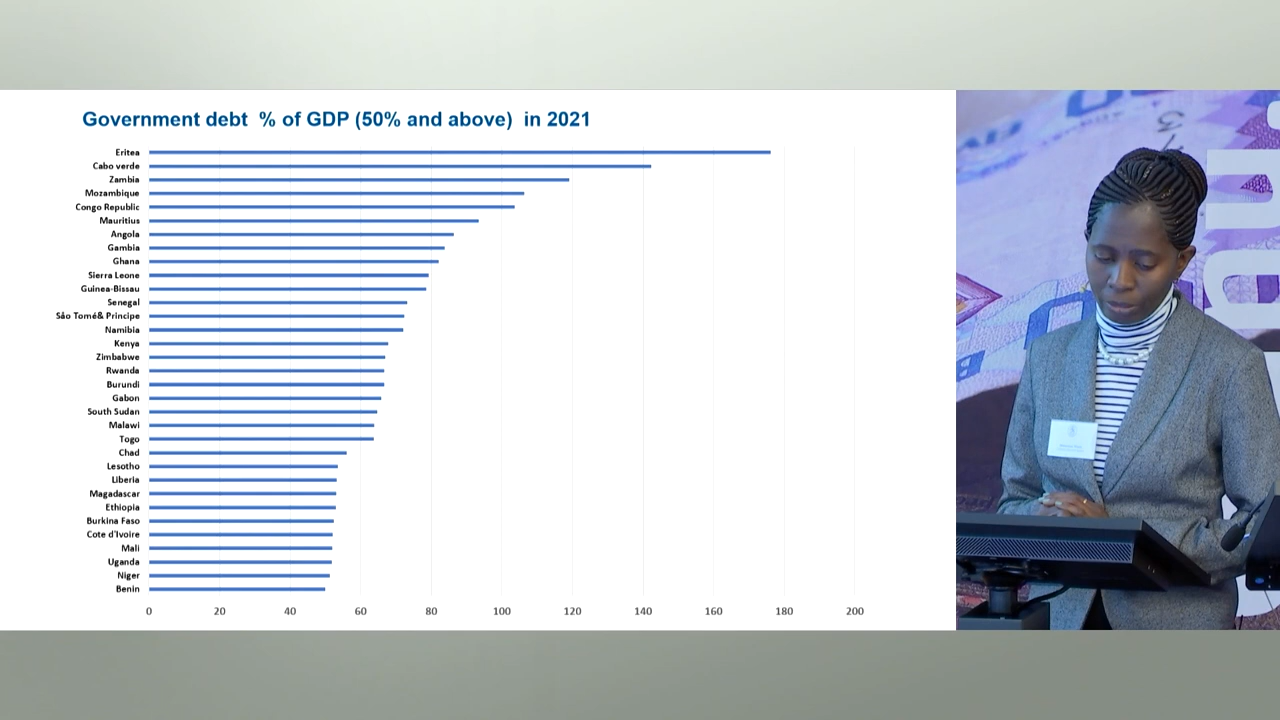 Government debt % of GDP (50% and above) in 2021
Eritea
Cabo verde
Zambia
Mozambique
Congo Republic
Mauritius
Angola
Gambia
Ghana
Sierra Leone
Guinea-Bissau
Senegal
São Tomé& Principe
Namibia
Kenya
Zimbabwe
Rwanda
Burundi
Gabon
South Sudan
Malawi
Togo
Chad
Lesotho
Liberia
Magadascar
Ethiopia
Burkina Faso
Cote d'Ivoire
Mali
Uganda
Niger
Benin
0 20 40 60 80 100 120 140 160 180 200